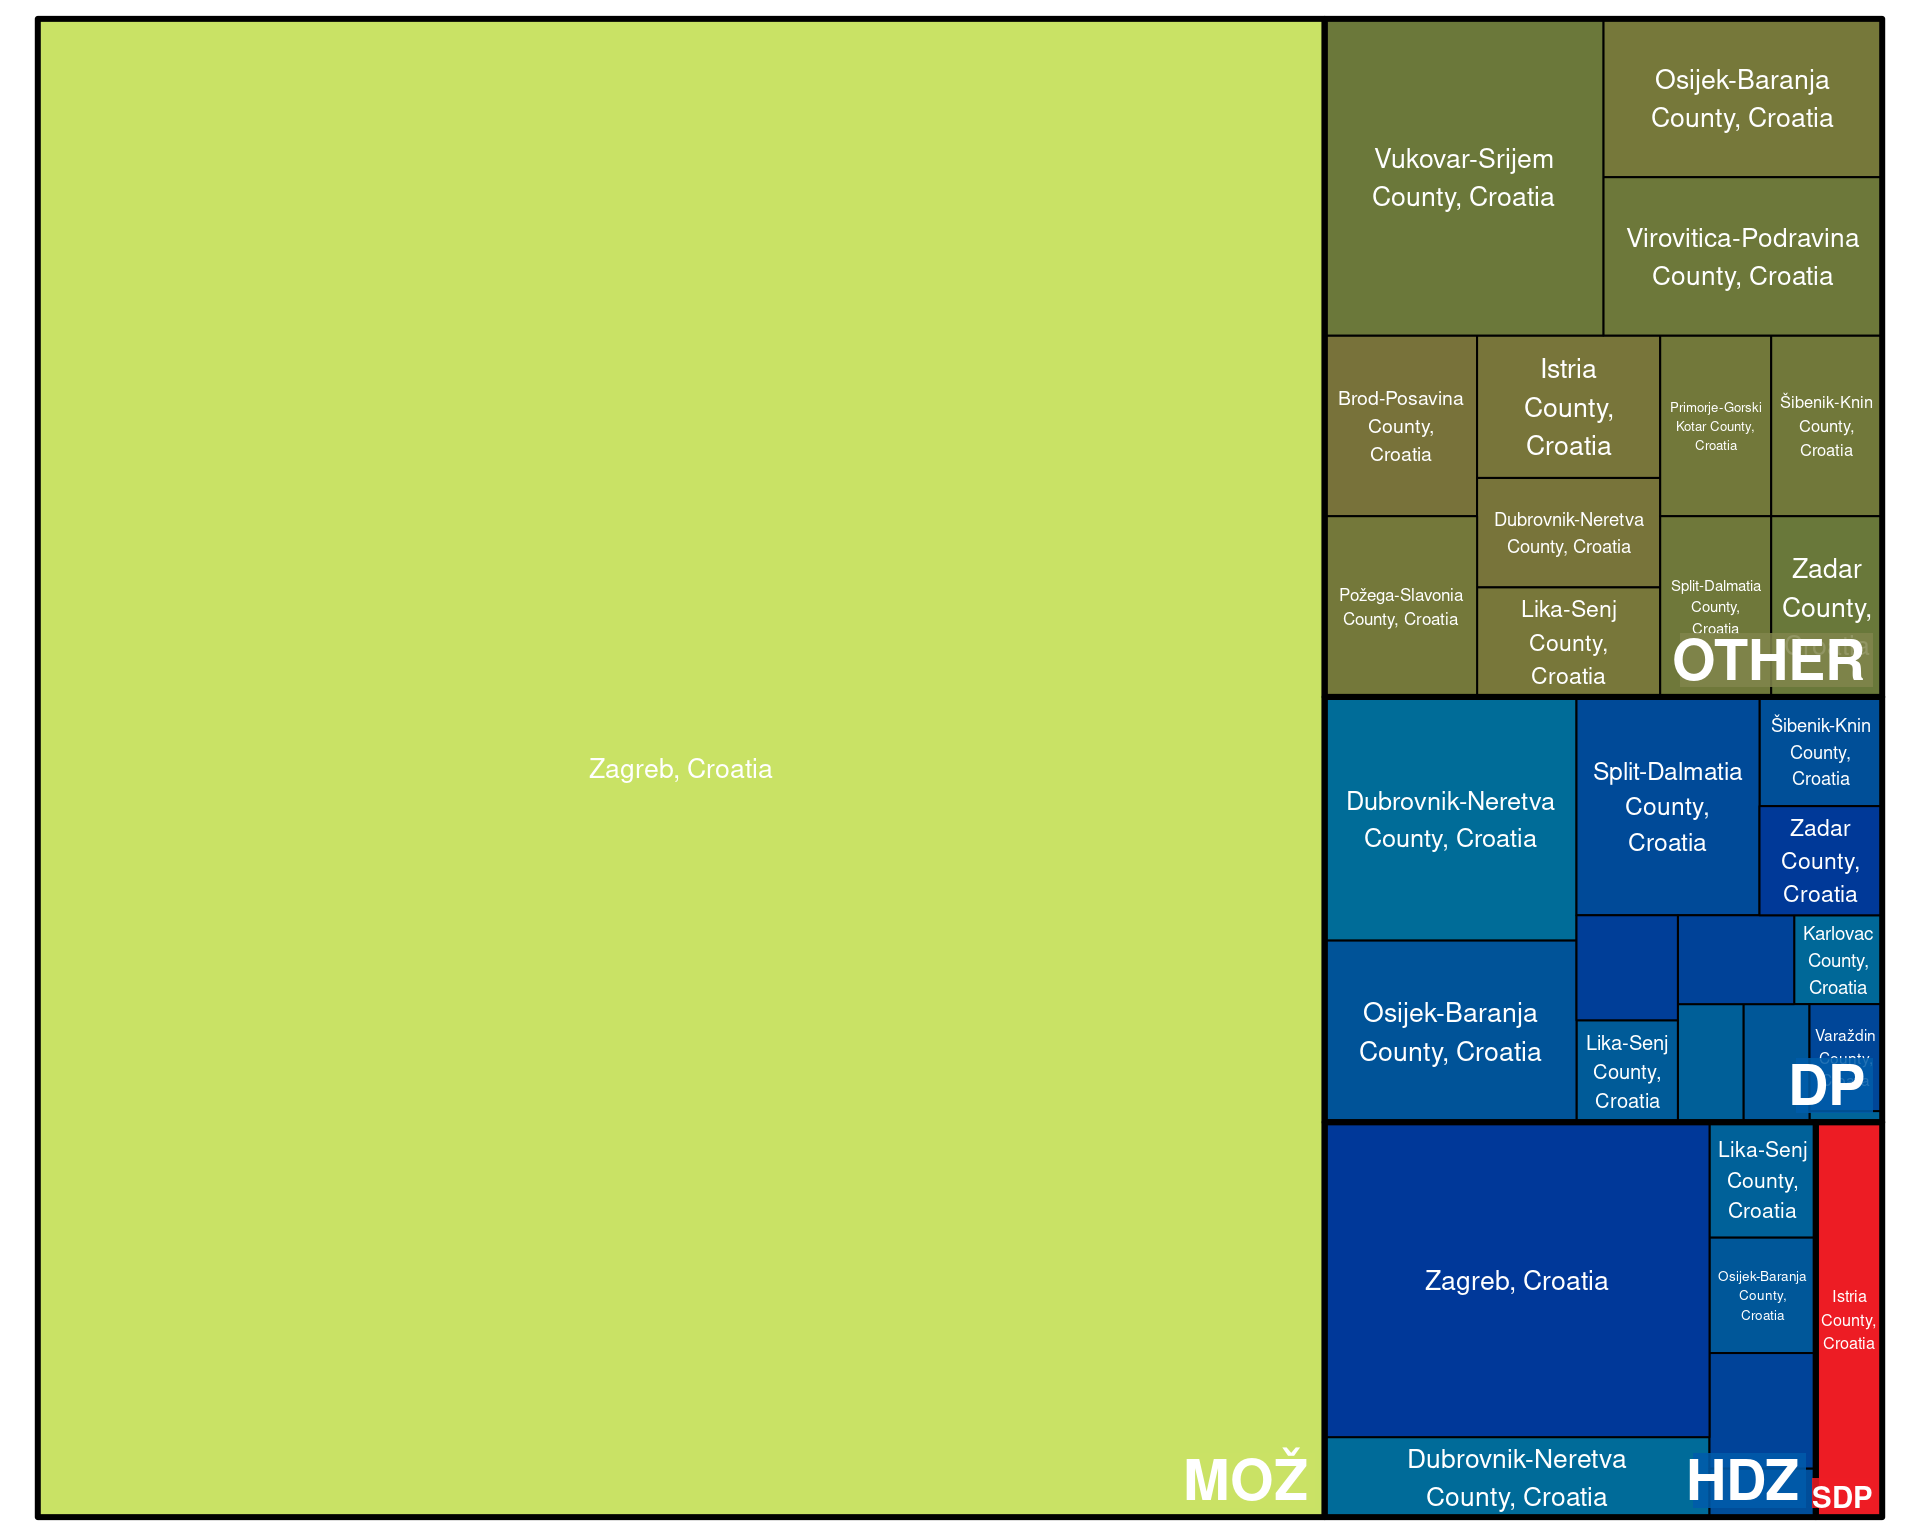 Zagreb, Croatia
MOŽ
Vukovar-Srijem
County, Croatia
Osijek-Baranja
County, Croatia
Virovitica-Podravina
County, Croatia
Brod-Posavina
County,
Croatia
Istria
County,
Croatia
Primorje-Gorski
Kotar County,
Croatia
Šibenik-Knin
County,
Croatia
Dubrovnik-Neretva
County, Croatia
Požega-Slavonia
County, Croatia
Lika-Senj
County,
Croatia
Split-Dalmatia
County,
Croatia
Zadar
County,
Croatia
OTHER
Dubrovnik-Neretva
County, Croatia
Split-Dalmatia
County,
Croatia
Šibenik-Knin
County,
Croatia
Zadar
County,
Croatia
Osijek-Baranja
County, Croatia
Karlovac
County,
Croatia
Lika-Senj
County,
Croatia
Varaždin
County,
DP
Zagreb, Croatia
Lika-Senj
County,
Croatia
Osijek-Baranja
County,
Croatia
Istria
County,
Croatia
Dubrovnik-Neretva
County, Croatia
HDZ
SDP